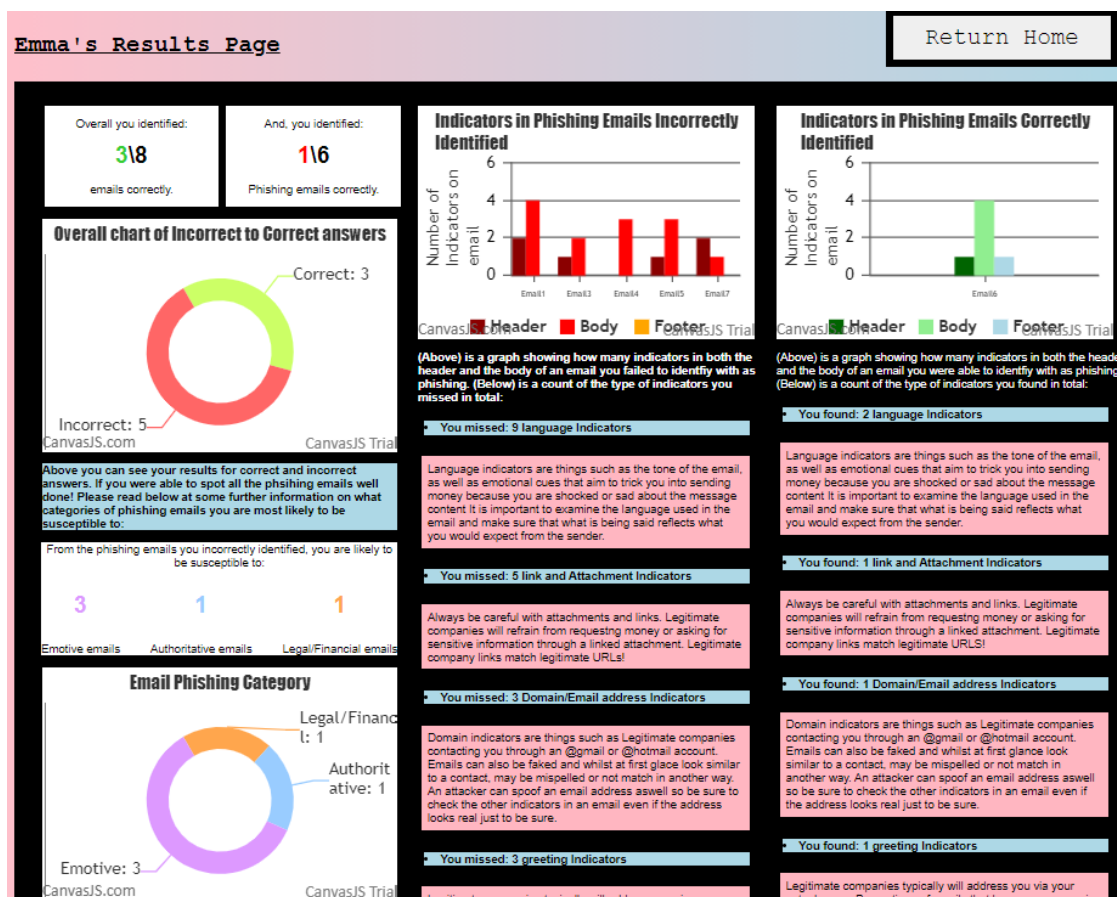 Emma's Results Page
Return Home
Overall you identified:
3\8
emails correctly.
And, you identified:
1\6
Phishing emails correctly.
Overall chart of Incorrect to Correct answers
Correct: 3
Incorrect: 5
CanvasJS.com
CanvasJS Trial
Above you can see your results for correct and incorrect
answers. If you were able to spot all the phsihing emails well
done! Please read below at some further information on what
categories of phishing emails you are most likely to be
susceptible to:
From the phishing emails you incorrectly identified, you are likely to
be susceptible to:
3
1
1
Emotive emails
Authoritative emails
Legal/Financial emails
Email Phishing Category
Legal/Financ
l: 1
Authorit
ative: 1
Emotive: 3
CanvasJS.com
CanvasJS Trial
Indicators in Phishing Emails Incorrectly
Identified
Number of
Indicators on
email
6
4
2
0
Email1
Email3
Email4
Email5
Email7
Header
Body
Footer
CanvasJS.com
CanvasJS Trial
(Above) is a graph showing how many indicators in both the
header and the body of an email you failed to identfiy with as
phishing. (Below) is a count of the type of indicators you
missed in total:
You missed: 9 language Indicators
Language indicators are things such as the tone of the email,
as well as emotional cues that aim to trick you into sending
money because you are shocked or sad about the message
content It is important to examine the language used in the
email and make sure that what is being said reflects what
you would expect from the sender.
You missed: 5 link and Attachment Indicators
Always be careful with attachments and links. Legitimate
companies will refrain from requestng money or asking for
sensitive information through a linked attachment. Legitimate
company links match legitimate URLs!
You missed: 3 Domain/Email address Indicators
Domain indicators are things such as Legitimate companies
contacting you through an @gmail or @hotmail account.
Emails can also be faked and whilst at first glace look similar
to a contact, may be mispelled or not match in another way.
An attacker can spoof an email address aswell so be sure to
check the other indicators in an email even if the address
looks real just to be sure.
You missed: 3 greeting Indicators
Indicators in Phishing Emails Correctly
Identified
Number of
Indicators on
email
6
4
2
0
Email6
Header
Body
Footer
CanvasJS.com
CanvasJS Trial
(Above) is a graph showing how many indicators in both the heade
and the body of an email you were able to identfiy with as phishing
(Below) is a count of the type of indicators you found in total:
You found: 2 language Indicators
Language indicators are things such as the tone of the email,
as well as emotional cues that aim to trick you into sending
money because you are shocked or sad about the message
content It is important to examine the language used in the
email and make sure that what is being said reflects what
you would expect from the sender.
You found: 1 link and Attachment Indicators
Always be careful with attachments and links. Legitimate
companies will refrain from requesting money or asking for
sensitive information through a linked attachment. Legitimate
company links match legitimate URLS!
You found: 1 Domain/Email address Indicators
Domain indicators are things such as Legitimate companies
contacting you through an @gmail or @hotmail account.
Emails can also be faked and whilst at first glance look
similar to a contact, may be mispelled or not match in
another way. An attacker can spoof an email address aswell
so be sure to check the other indicators in an email even if
the address looks real just to be sure.
You found: 1 greeting Indicators
Legitimate companies typically will address you via your